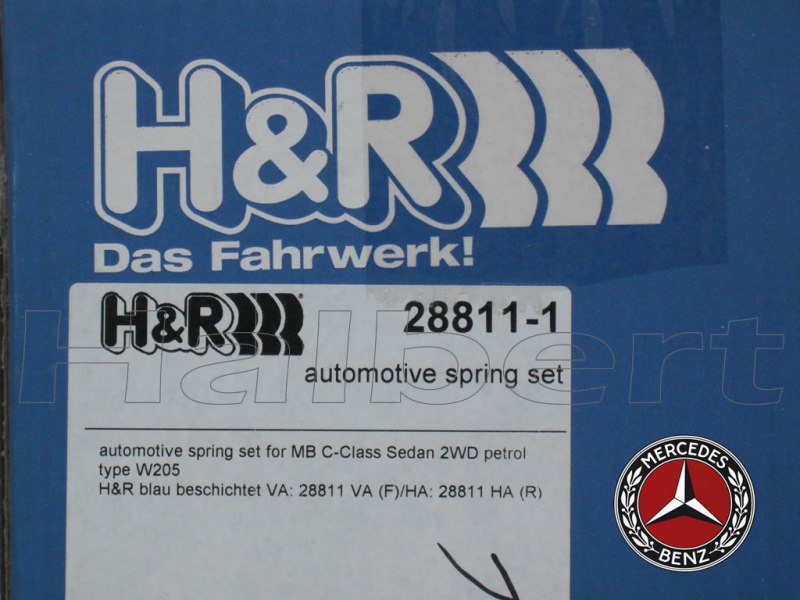 H&R
Das Fahrwerk!
H&R® 28811-1
automotive spring set
automotive spring set for MB C-Class Sedan 2WD petrol
type W205
H&R blau beschichtet VA: 28811 VA (F)/HA: 28811 HA (R)
Halbert
MERCEDES
BENZ